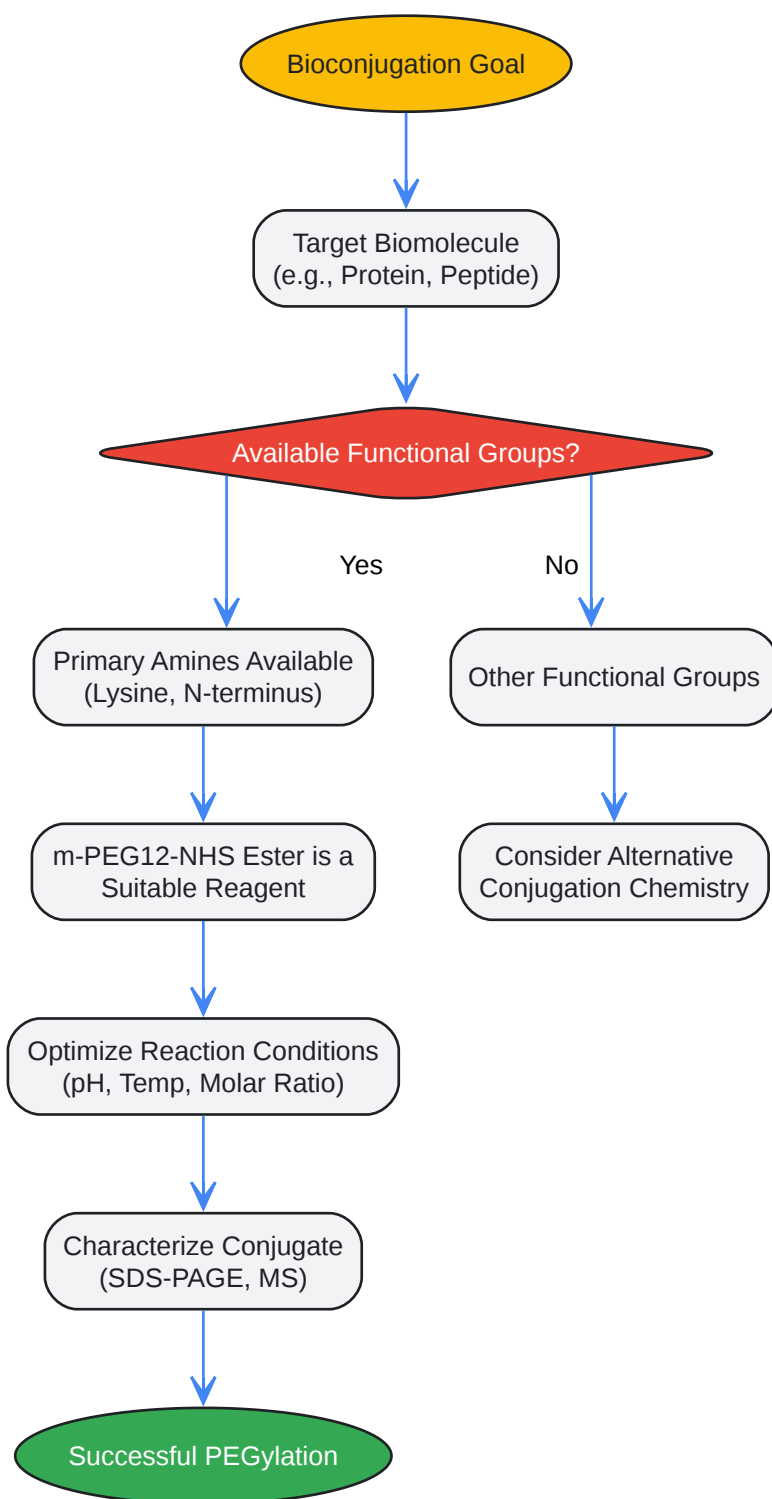 Bioconjugation Goal
Target Biomolecule
(e.g., Protein, Peptide)
Available Functional Groups?
Yes
No
Primary Amines Available
(Lysine, N-terminus)
Other Functional Groups
m-PEG12-NHS Ester is a
Suitable Reagent
Consider Alternative
Conjugation Chemistry
Optimize Reaction Conditions
(pH, Temp, Molar Ratio)
Characterize Conjugate
(SDS-PAGE, MS)
Successful PEGylation